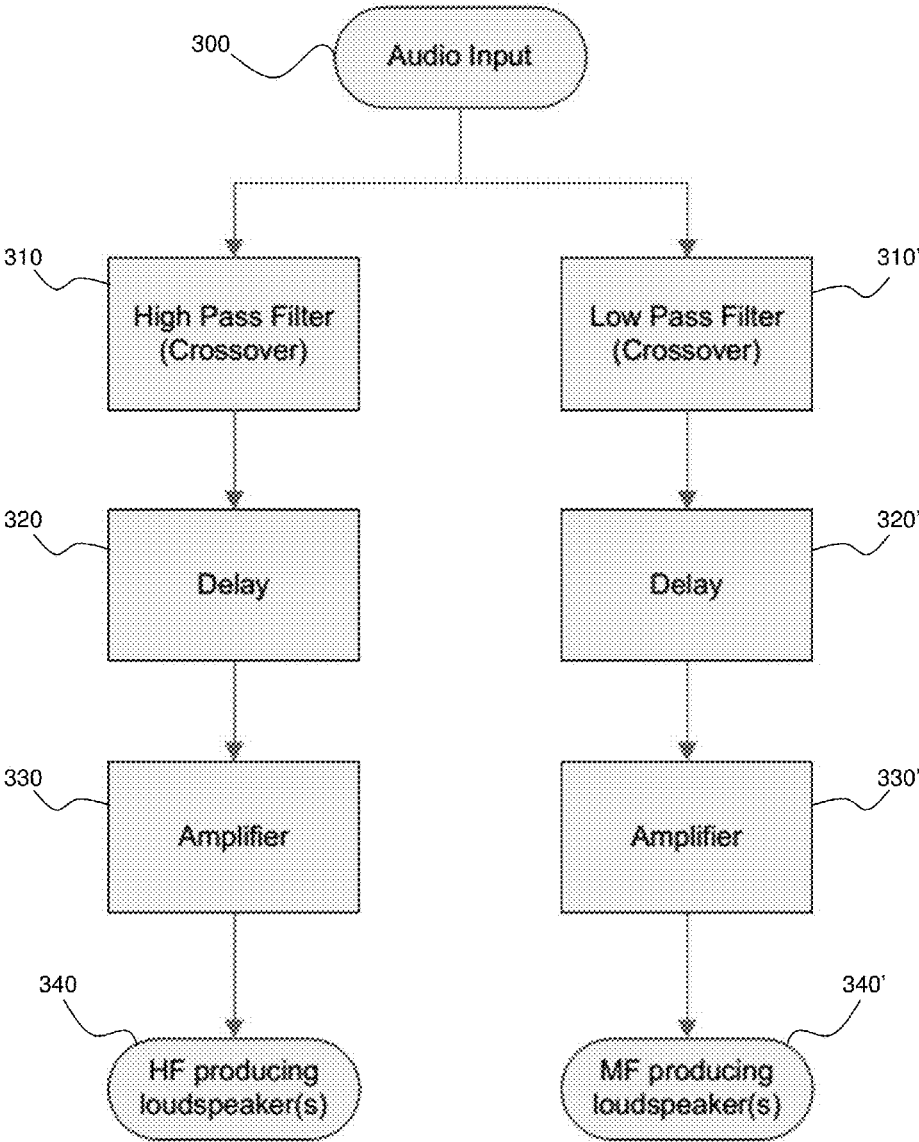 300
Audio Input
310
High Pass Filter
(Crossover)
310'
Low Pass Filter
(Crossover)
320
Delay
320'
Delay
330
Amplifier
330'
Amplifier
340
HF producing
loudspeaker(s)
340'
MF producing
loudspeaker(s)